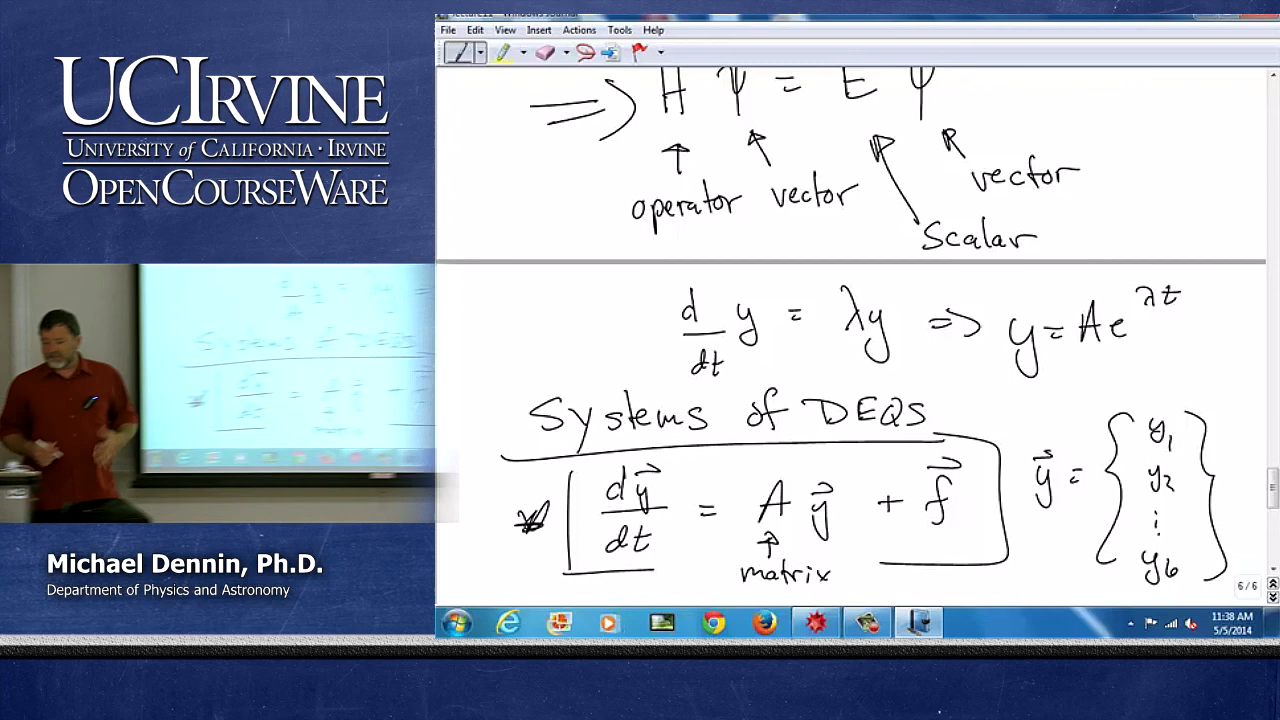 UCIRVINE
UNIVERSITY OF CALIFORNIA · IRVINE
OPENCOURSEWARE
Michael Dennin, Ph.D.
Department of Physics and Astronomy
Windows Journal
File Edit View Insert Actions Tools Help
⇒ H ψ = E ψ
↑ ↑ ↑ ↑
operator vector vector
scalar
d/dt y = λy ⇒ y = Ae^{λt}
Systems of DEQS
* dy⃗/dt = A y⃗ + f⃗
↑
matrix
y⃗ = { y₁
y₂
⋮
y₆ }
6 / 6
11:38 AM
5/5/2014